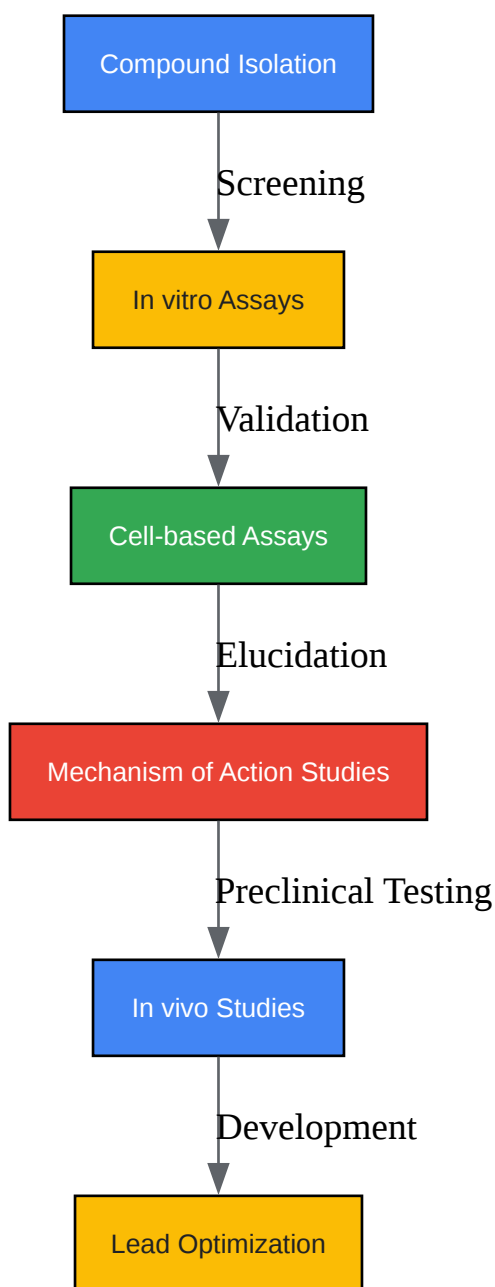 Compound Isolation
Screening
In vitro Assays
Validation
Cell-based Assays
Elucidation
Mechanism of Action Studies
Preclinical Testing
In vivo Studies
Development
Lead Optimization